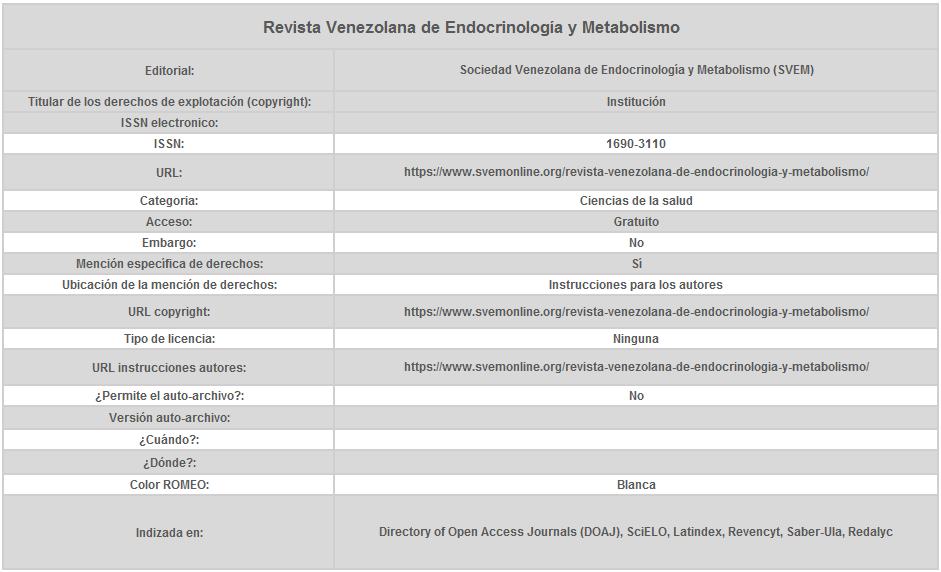 Revista Venezolana de Endocrinología y Metabolismo
Editorial: Sociedad Venezolana de Endocrinología y Metabolismo (SVEM)
Titular de los derechos de explotación (copyright): Institución
ISSN electronico:
ISSN: 1690-3110
URL: https://www.svemonline.org/revista-venezolana-de-endocrinologia-y-metabolismo/
Categoria: Ciencias de la salud
Acceso: Gratuito
Embargo: No
Mención específica de derechos: Sí
Ubicación de la mención de derechos: Instrucciones para los autores
URL copyright: https://www.svemonline.org/revista-venezolana-de-endocrinologia-y-metabolismo/
Tipo de licencia: Ninguna
URL instrucciones autores: https://www.svemonline.org/revista-venezolana-de-endocrinologia-y-metabolismo/
¿Permite el auto-archivo?: No
Versión auto-archivo:
¿Cuándo?:
¿Dónde?:
Color ROMEO: Blanca
Indizada en: Directory of Open Access Journals (DOAJ), SciELO, Latindex, Revencyt, Saber-Ula, Redalyc